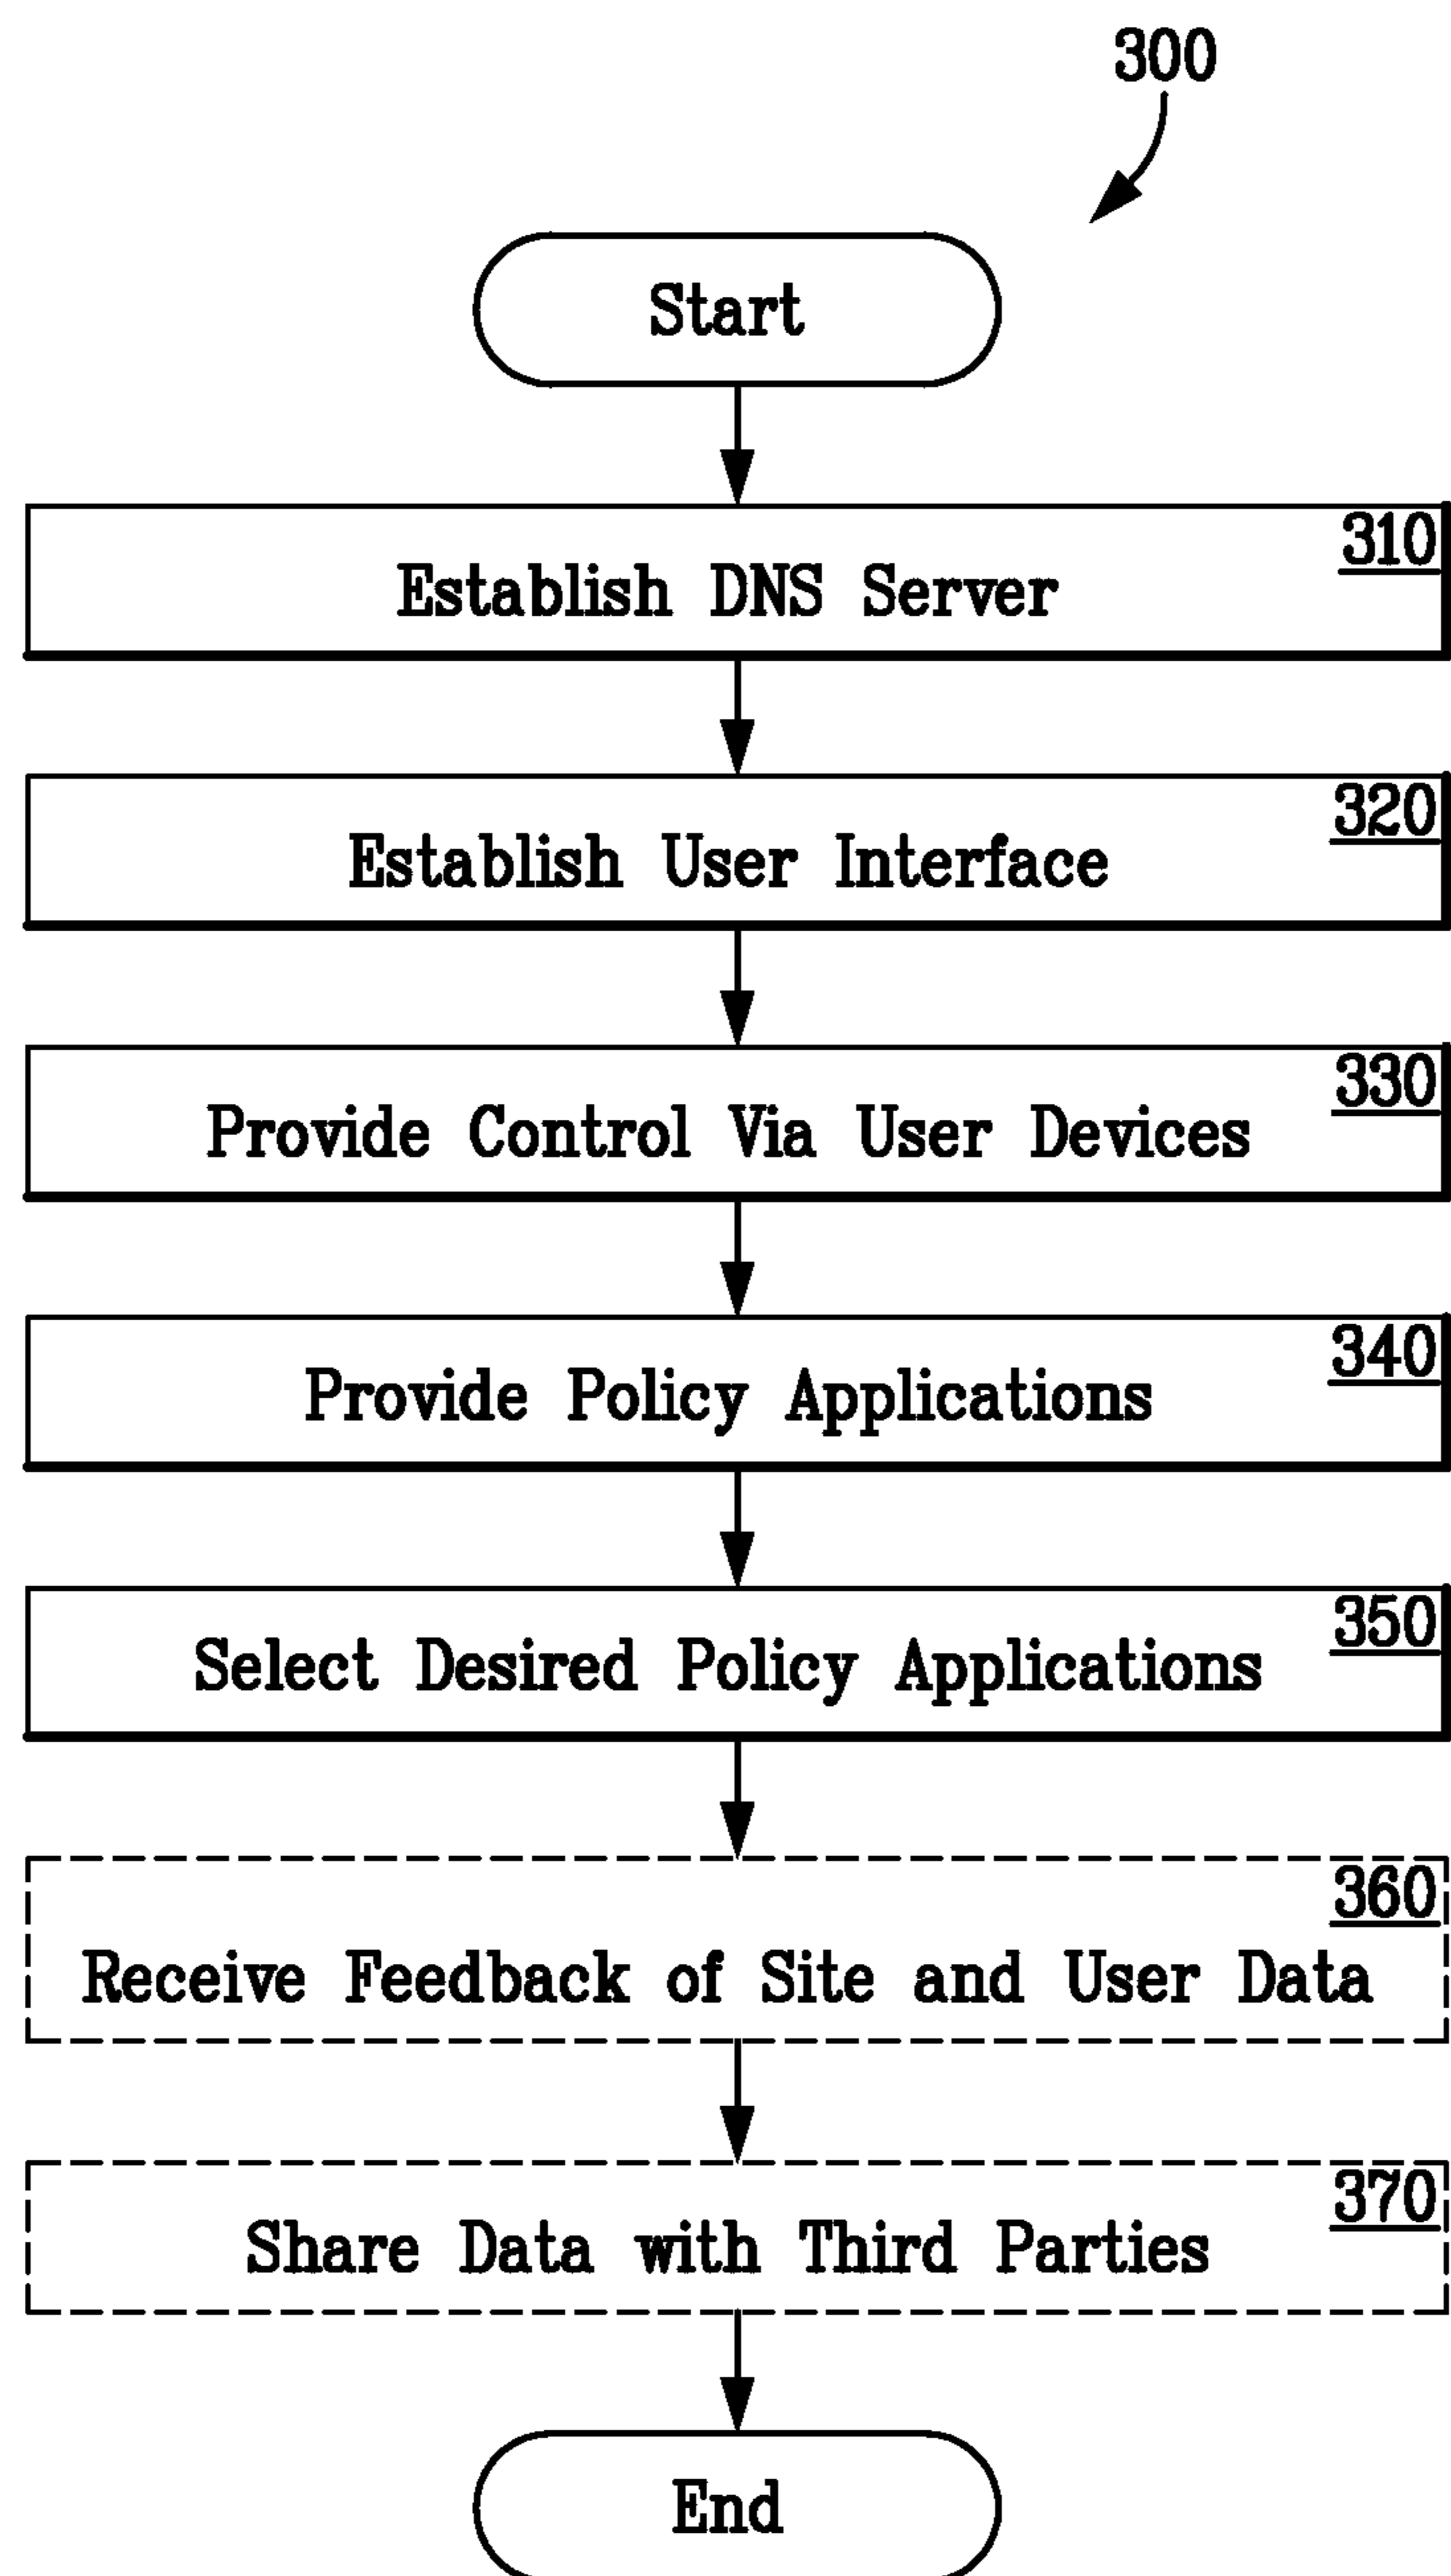 300
Start
310
Establish DNS Server
320
Establish User Interface
330
Provide Control Via User Devices
340
Provide Policy Applications
350
Select Desired Policy Applications
360
Receive Feedback of Site and User Data
370
Share Data with Third Parties
End